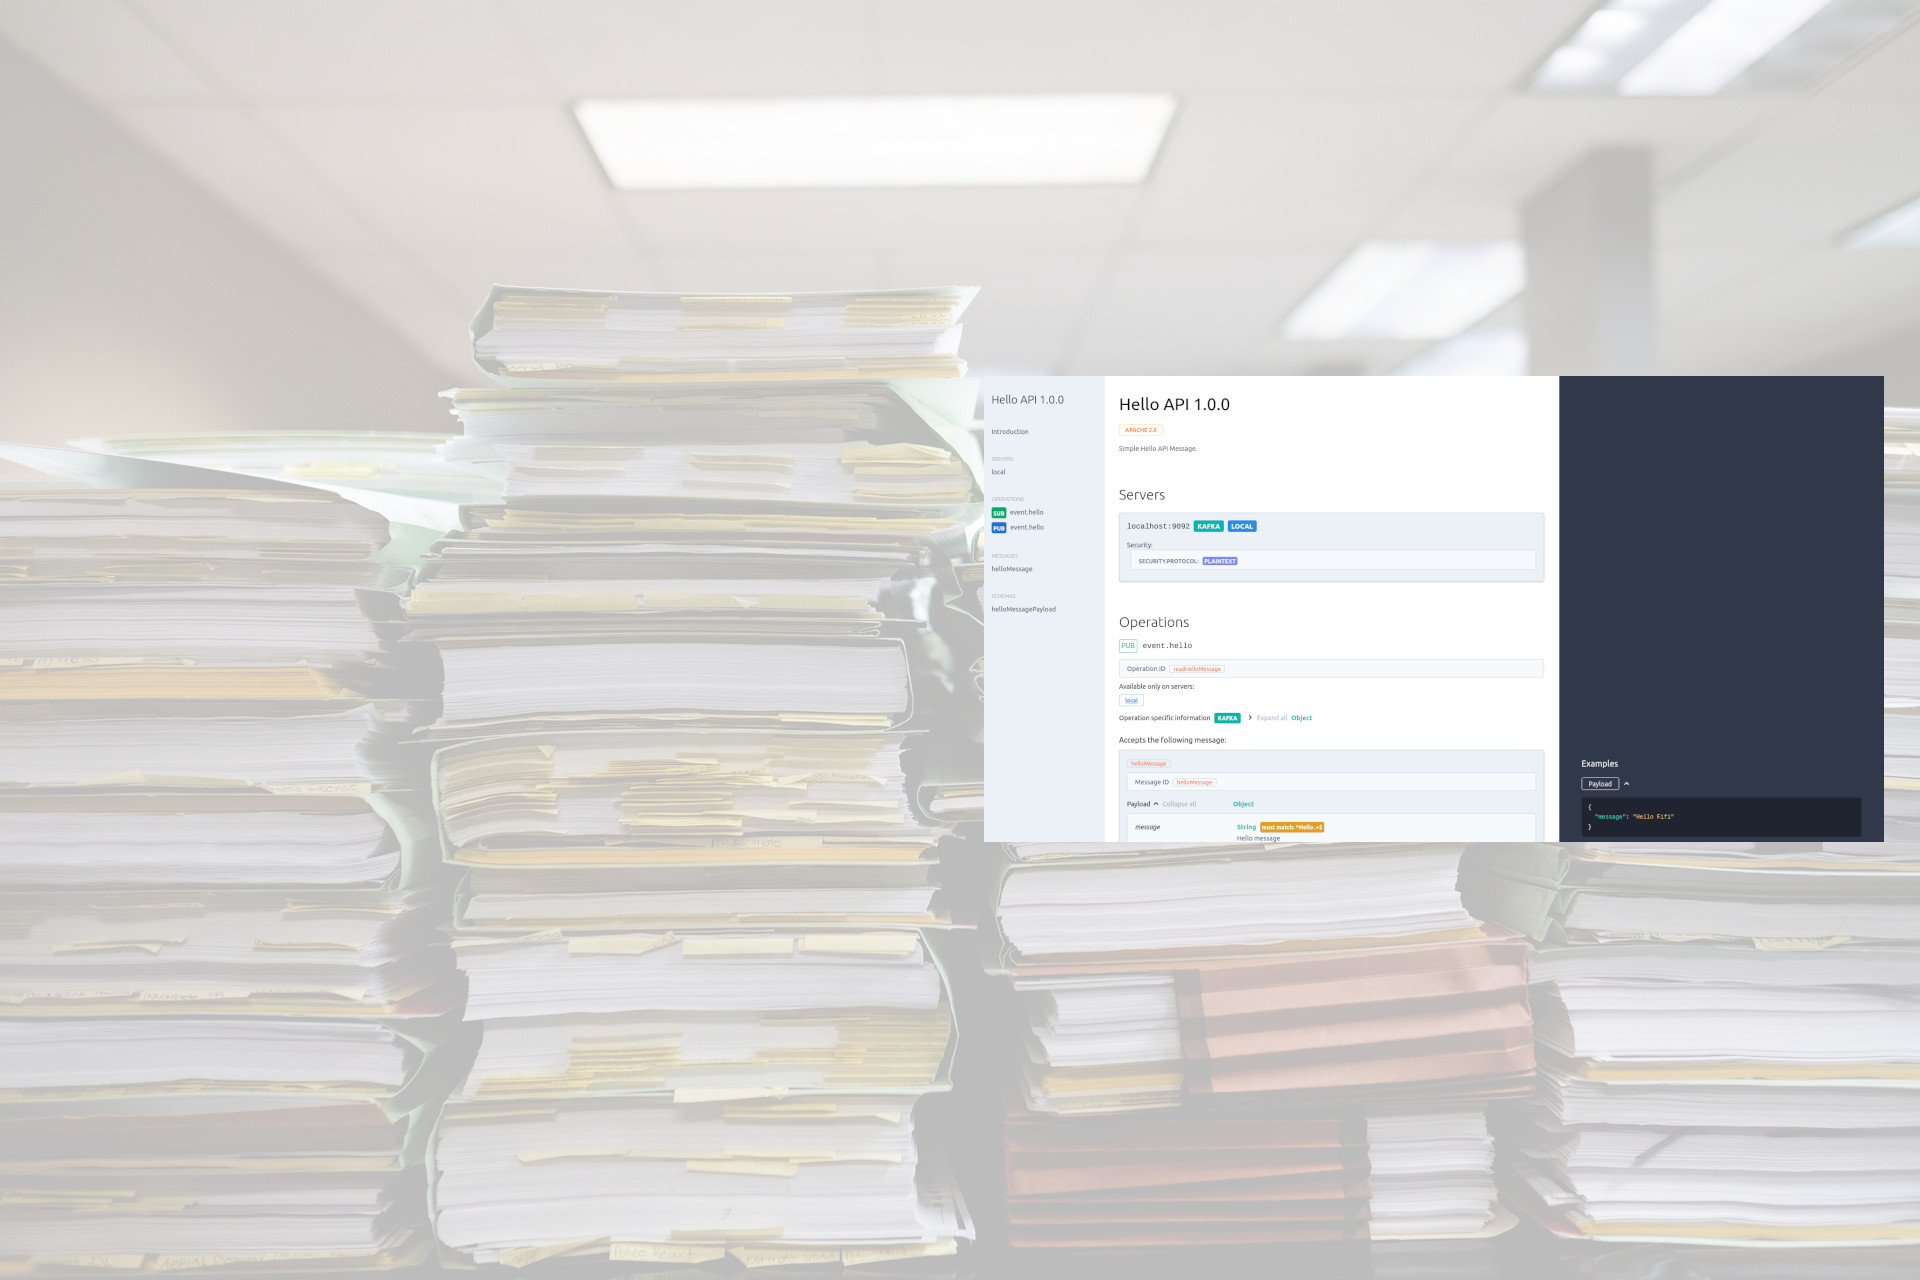 Hello API 1.0.0
Introduction
SERVERS
local
OPERATIONS
SUB event.hello
PUB event.hello
MESSAGES
helloMessage
SCHEMAS
helloMessagePayload
Hello API 1.0.0
APACHE 2.0
Simple Hello API Message.
Servers
localhost:9092 KAFKA LOCAL
Security:
SECURITY.PROTOCOL: PLAINTEXT
Operations
PUB event.hello
Operation ID readHelloMessage
Available only on servers:
local
Operation specific information KAFKA > Expand all Object
Accepts the following message:
helloMessage
Message ID helloMessage
Payload Collapse all Object
message String must match: ^Hello .+$
Hello message
Examples
Payload
{
"message": "Hello Fifi"
}
Police Report